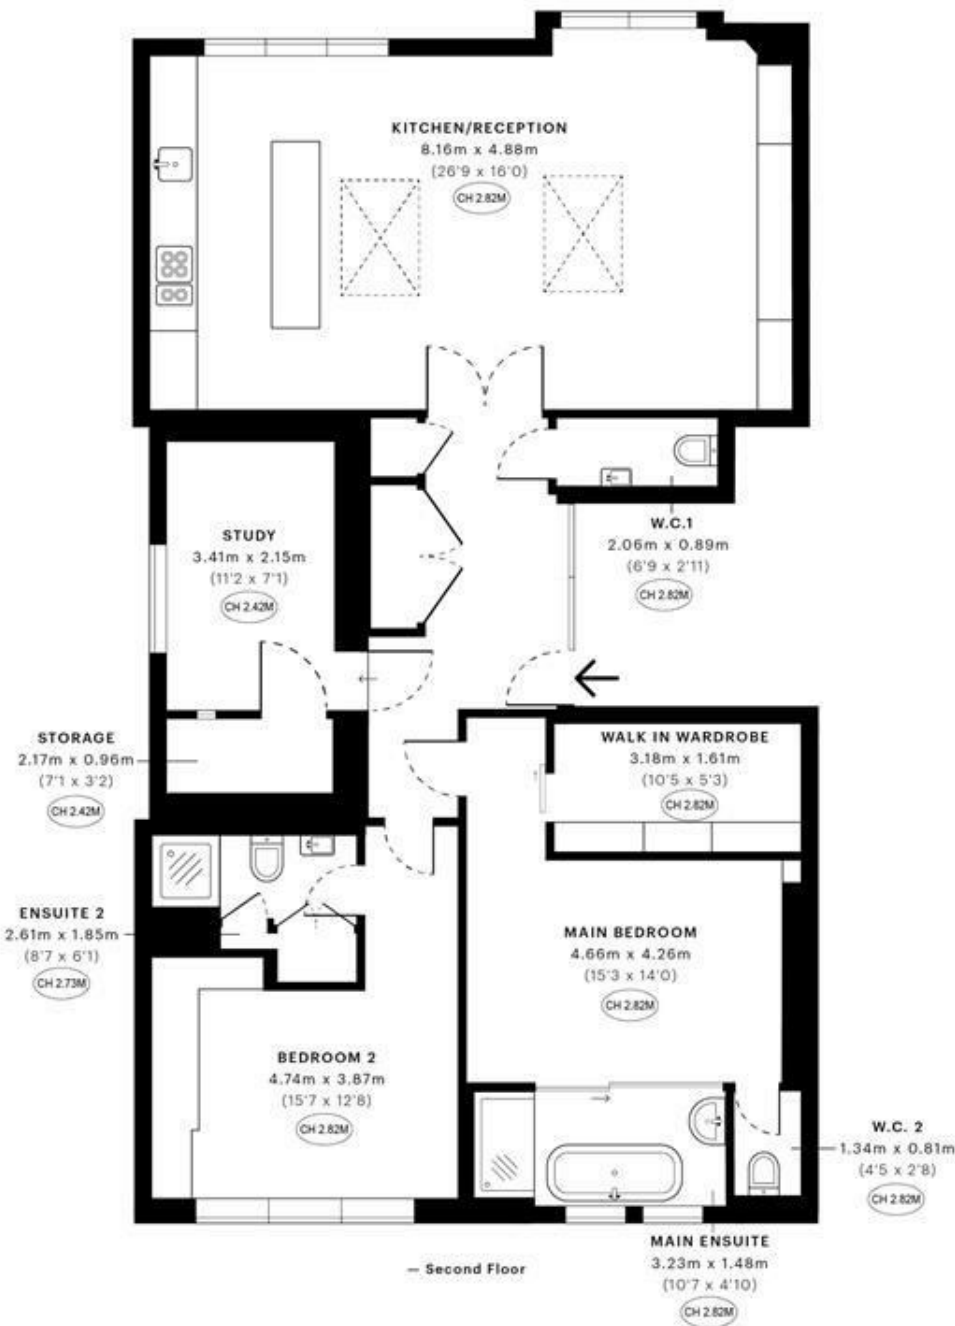 KITCHEN/RECEPTION
8.16m x 4.88m
(26'9 x 16'0)
CH 2.82M
STUDY
3.41m x 2.15m
(11'2 x 7'1)
CH 2.42M
W.C.1
2.06m x 0.89m
(6'9 x 2'11)
CH 2.82M
STORAGE
2.17m x 0.96m
(7'1 x 3'2)
CH 2.42M
WALK IN WARDROBE
3.18m x 1.61m
(10'5 x 5'3)
CH 2.82M
ENSUITE 2
2.61m x 1.85m
(8'7 x 6'1)
CH 2.73M
MAIN BEDROOM
4.66m x 4.26m
(15'3 x 14'0)
CH 2.82M
BEDROOM 2
4.74m x 3.87m
(15'7 x 12'8)
CH 2.82M
W.C. 2
1.34m x 0.81m
(4'5 x 2'8)
CH 2.82M
MAIN ENSUITE
3.23m x 1.48m
(10'7 x 4'10)
CH 2.82M
— Second Floor